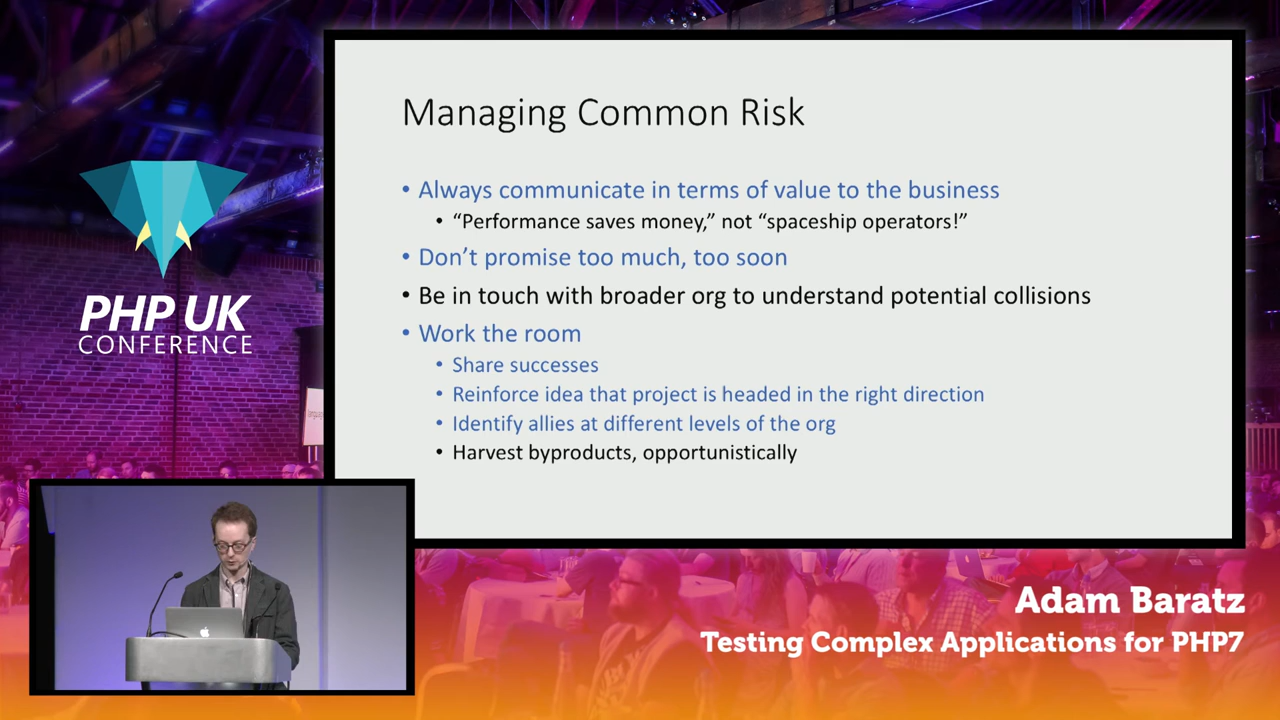 Managing Common Risk
• Always communicate in terms of value to the business
• “Performance saves money,” not “spaceship operators!”
• Don’t promise too much, too soon
• Be in touch with broader org to understand potential collisions
• Work the room
• Share successes
• Reinforce idea that project is headed in the right direction
• Identify allies at different levels of the org
• Harvest byproducts, opportunistically
PHP UK
CONFERENCE
Adam Baratz
Testing Complex Applications for PHP7